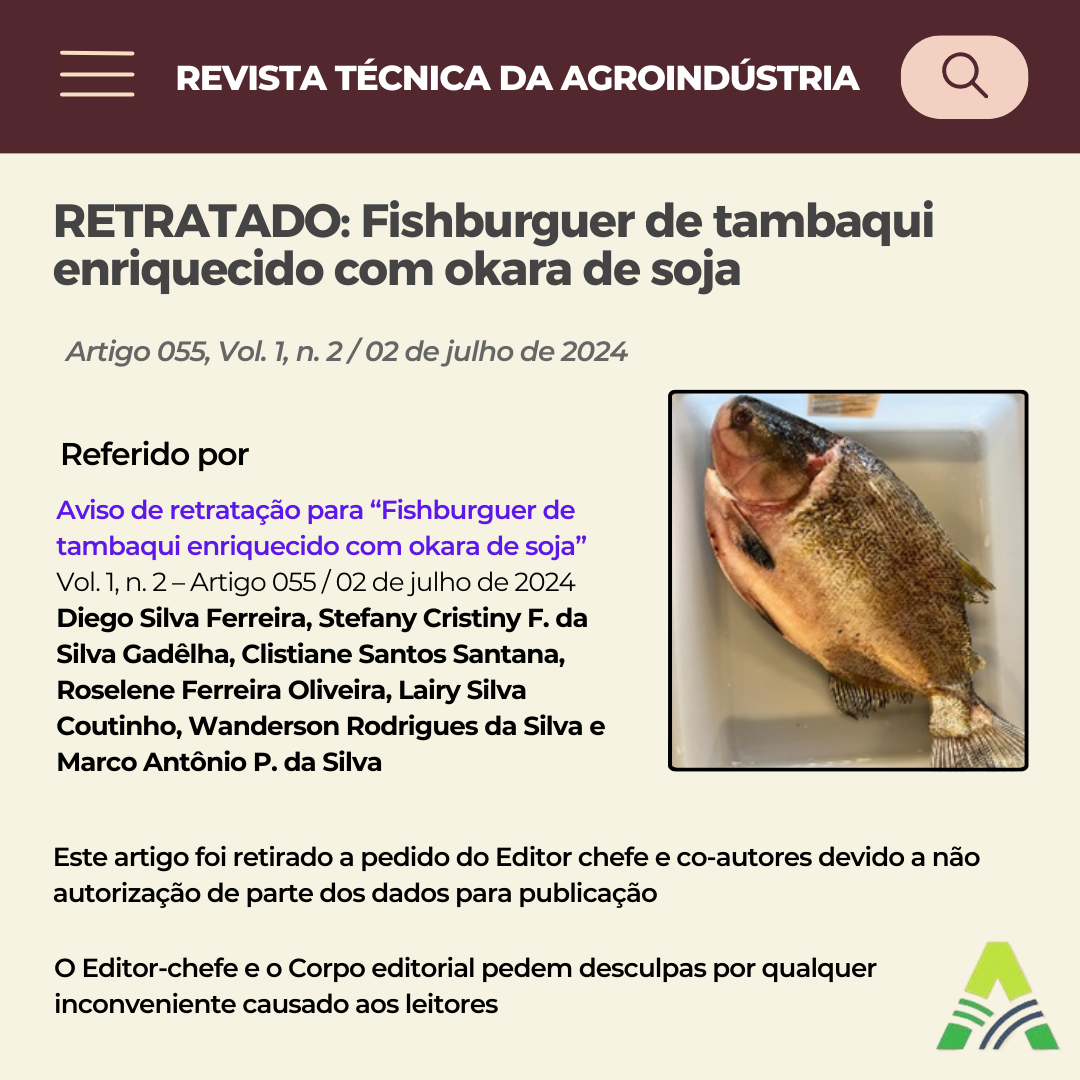 REVISTA TÉCNICA DA AGROINDÚSTRIA
RETRATADO: Fishburguer de tambaqui
enriquecido com okara de soja
Artigo 055, Vol. 1, n. 2 / 02 de julho de 2024
Referido por
Aviso de retratação para “Fishburguer de
tambaqui enriquecido com okara de soja”
Vol. 1, n. 2 – Artigo 055 / 02 de julho de 2024
Diego Silva Ferreira, Stefany Cristiny F. da
Silva Gadêlha, Clistiane Santos Santana,
Roselene Ferreira Oliveira, Lairy Silva
Coutinho, Wanderson Rodrigues da Silva e
Marco Antônio P. da Silva
Este artigo foi retirado a pedido do Editor chefe e co-autores devido a não
autorização de parte dos dados para publicação
O Editor-chefe e o Corpo editorial pedem desculpas por qualquer
inconveniente causado aos leitores